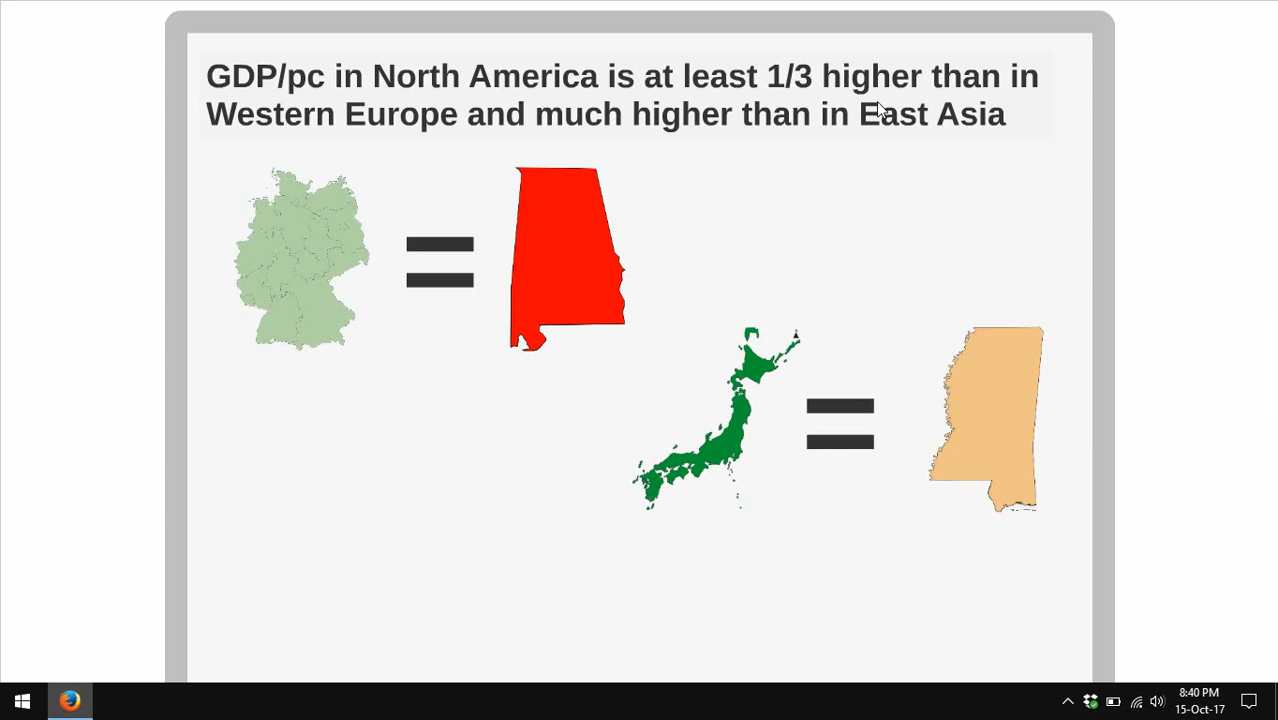 GDP/pc in North America is at least 1/3 higher than in
Western Europe and much higher than in East Asia
8:40 PM
15-Oct-17